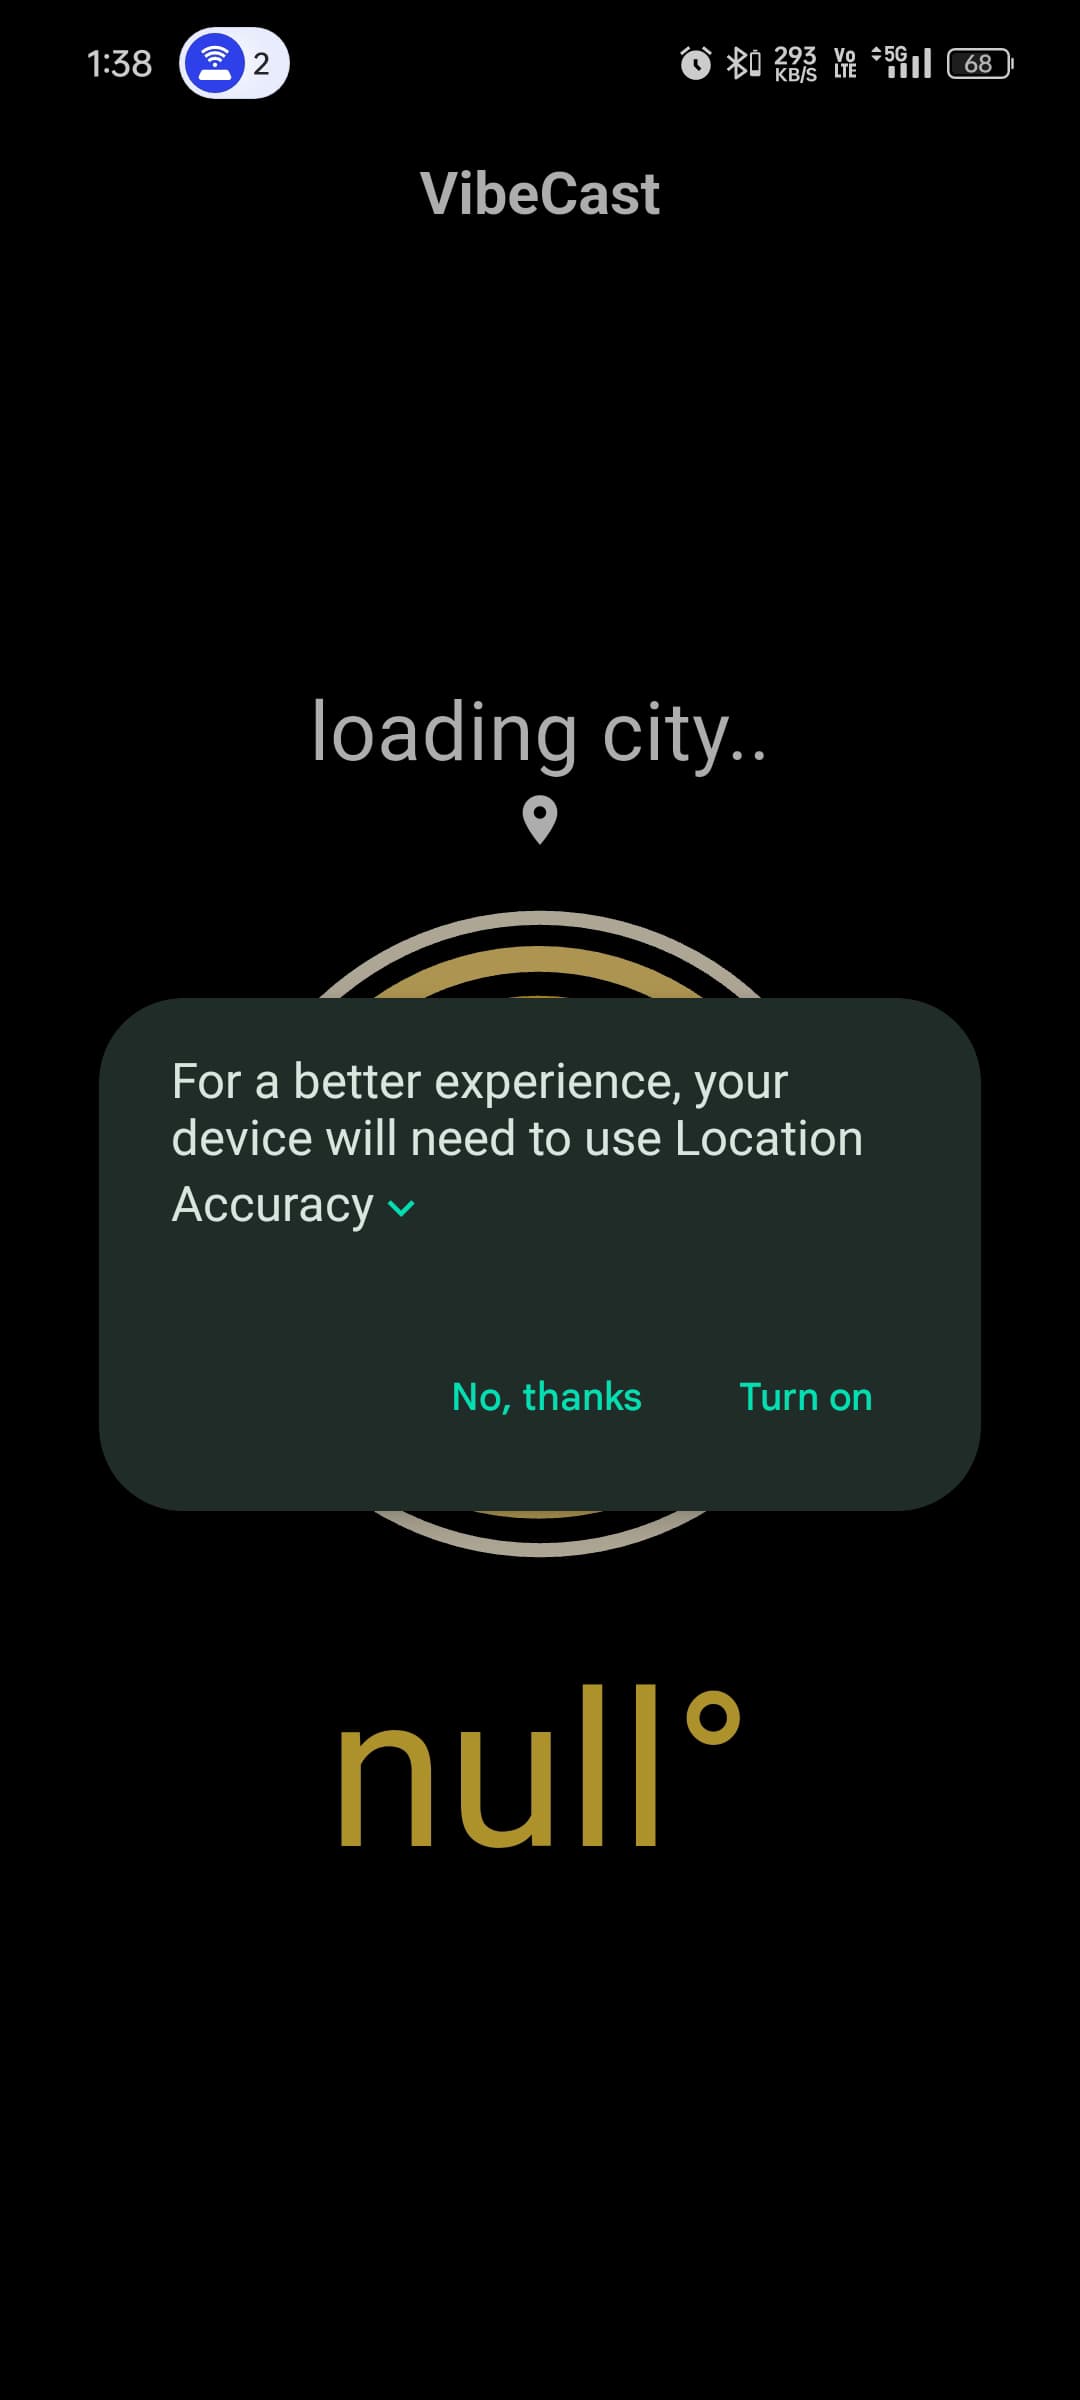 1:38 2 293 KB/S Vo LTE 5G 68
VibeCast
loading city..
For a better experience, your
device will need to use Location
Accuracy
No, thanks Turn on
null°